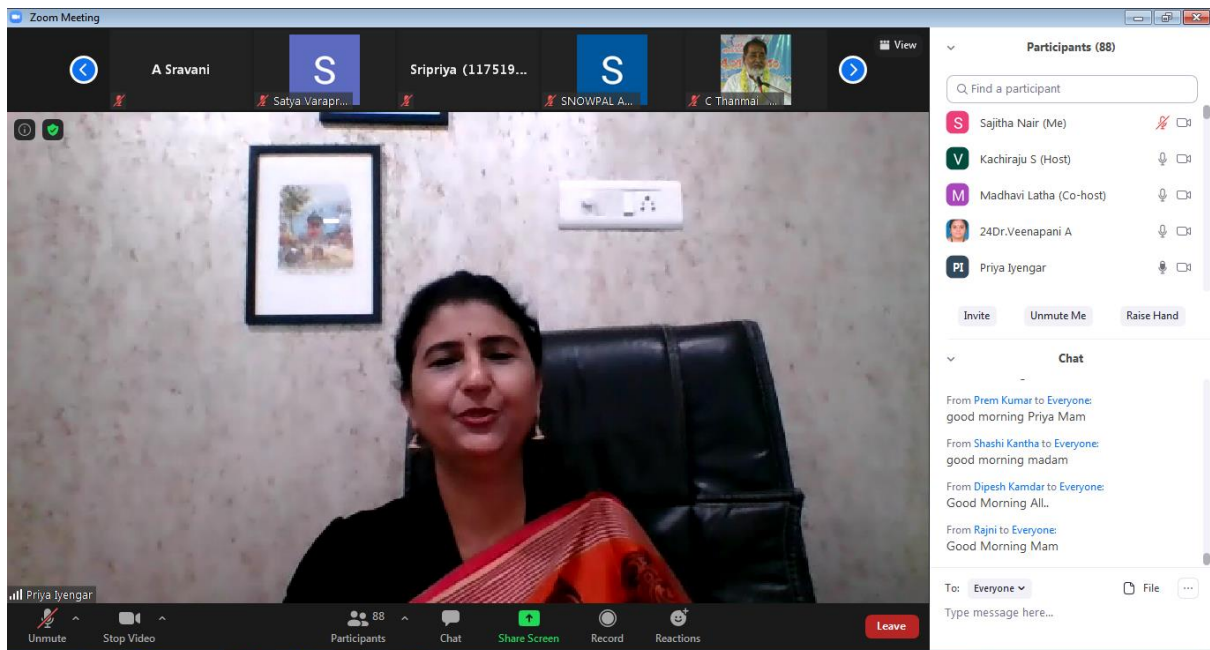 Zoom Meeting
A Sravani
S
Satya Varapr...
Sripriya (117519...
S
SNOWPAL A...
C Thanmai ...
View
Priya Iyengar
Unmute
Stop Video
88
Participants
Chat
Share Screen
Record
Reactions
Leave
Participants (88)
Find a participant
S Sajitha Nair (Me)
V Kachiraju S (Host)
M Madhavi Latha (Co-host)
24Dr.Veenapani A
PI Priya Iyengar
Invite Unmute Me Raise Hand
Chat
From Prem Kumar to Everyone:
good morning Priya Mam
From Shashi Kantha to Everyone:
good morning madam
From Dipesh Kamdar to Everyone:
Good Morning All..
From Rajni to Everyone:
Good Morning Mam
To: Everyone File ...
Type message here...